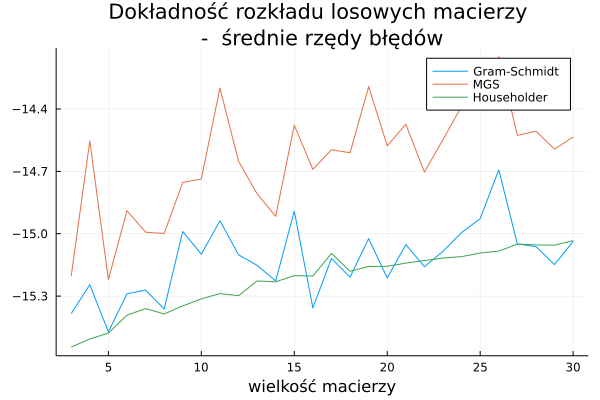 Dokładność rozkładu losowych macierzy
- średnie rzędy błędów
Gram-Schmidt
MGS
Householder
−14.4
−14.7
−15.0
−15.3
5
10
15
20
25
30
wielkość macierzy